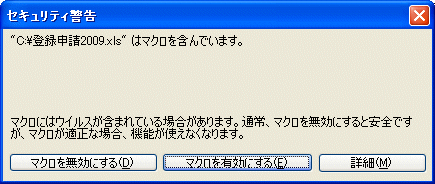 セキュリティ警告
"C:¥登録申請2009.xls" はマクロを含んでいます。
マクロにはウイルスが含まれている場合があります。通常、マクロを無効にすると安全です
が、マクロが適正な場合、機能が使えなくなります。
マクロを無効にする(D) マクロを有効にする(E) 詳細(M)